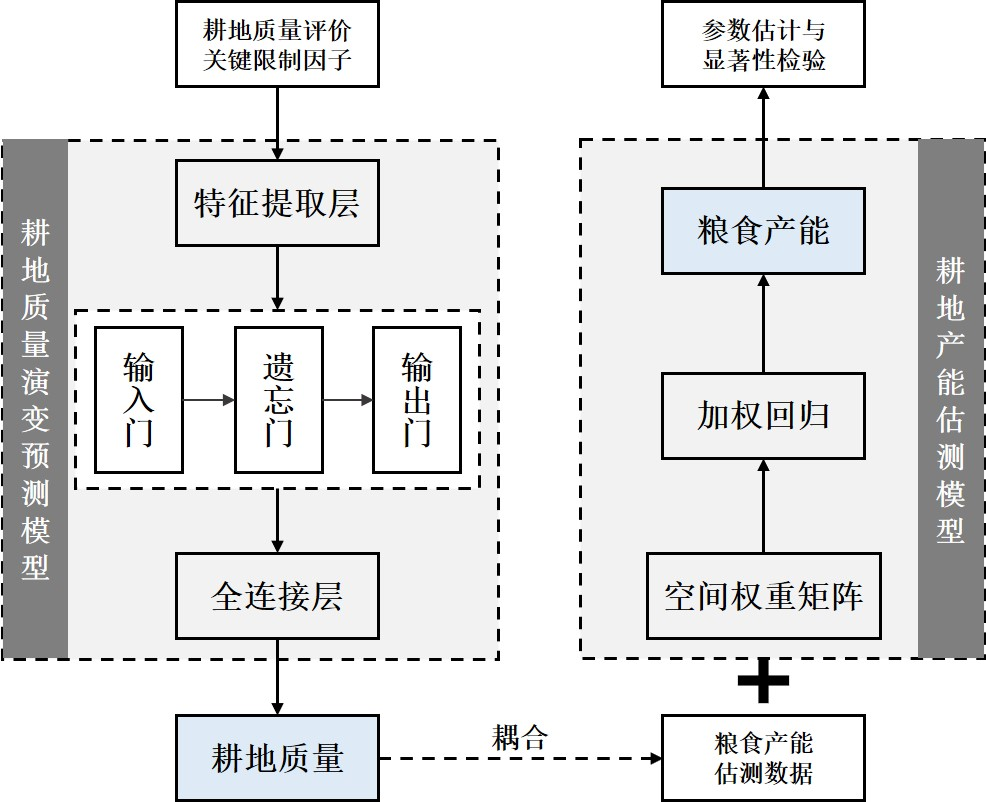 耕地质量评价
关键限制因子
耕地质量演变预测模型
特征提取层
输入门
遗忘门
输出门
全连接层
耕地质量
耦合
参数估计与
显著性检验
粮食产能
加权回归
空间权重矩阵
耕地产能估测模型
粮食产能
估测数据